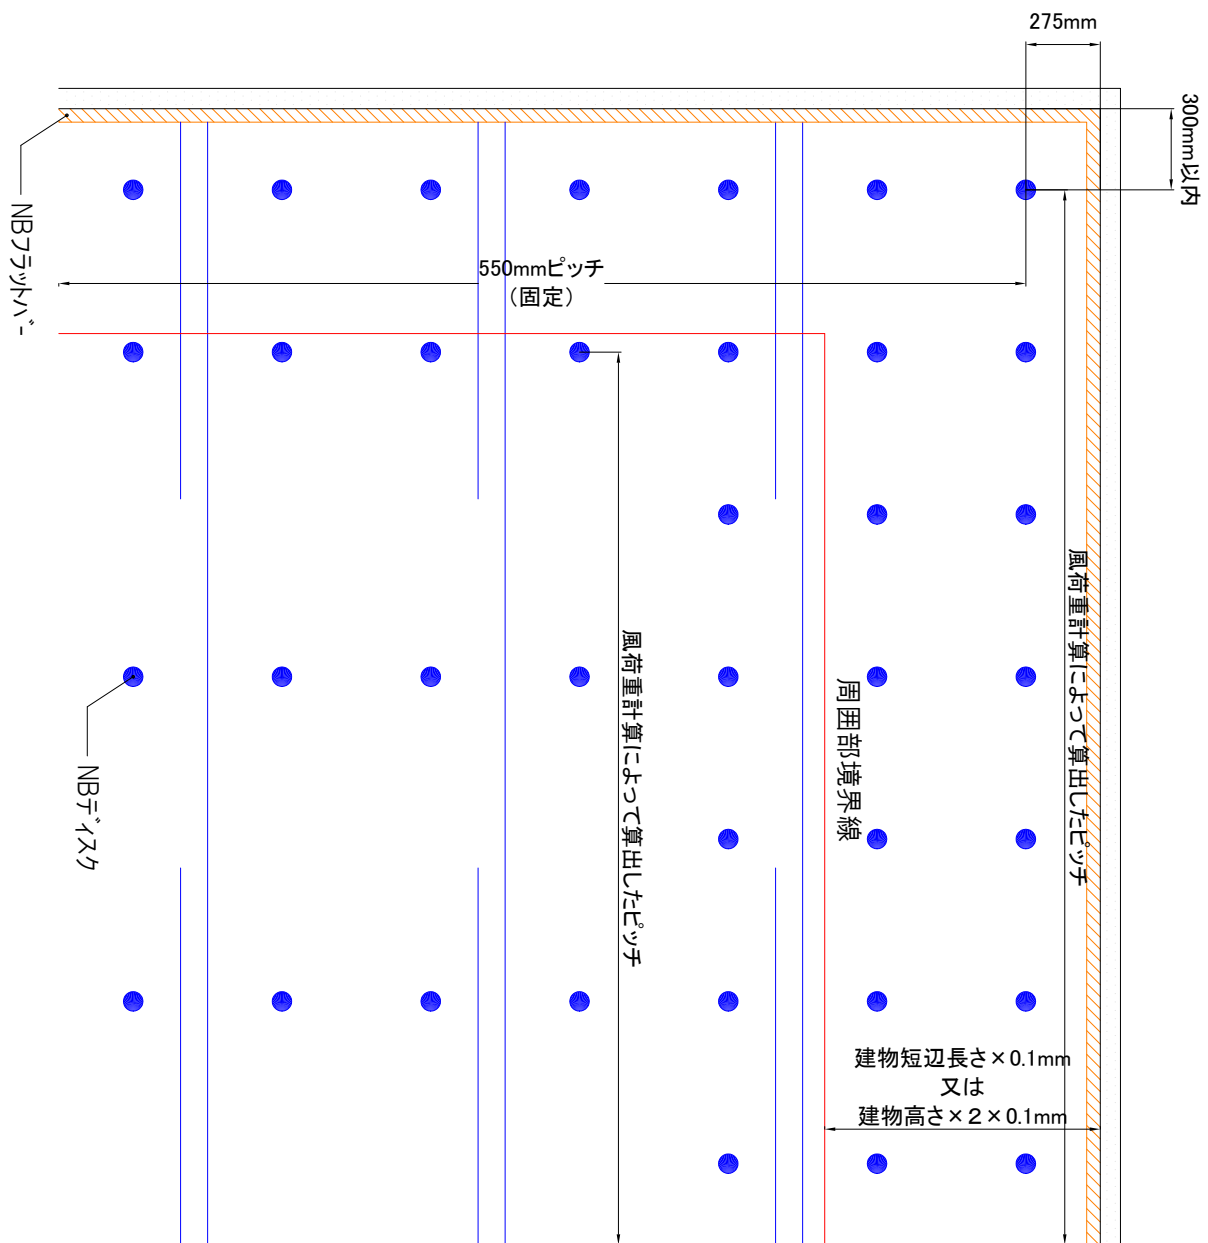 275mm
300mm以内
NBフラットバー
550mmピッチ
（固定）
風荷重計算によって算出したピッチ
風荷重計算によって算出したピッチ
周囲部境界線
NBディスク
建物短辺長さ×0.1mm
又は
建物高さ×２×0.1mm